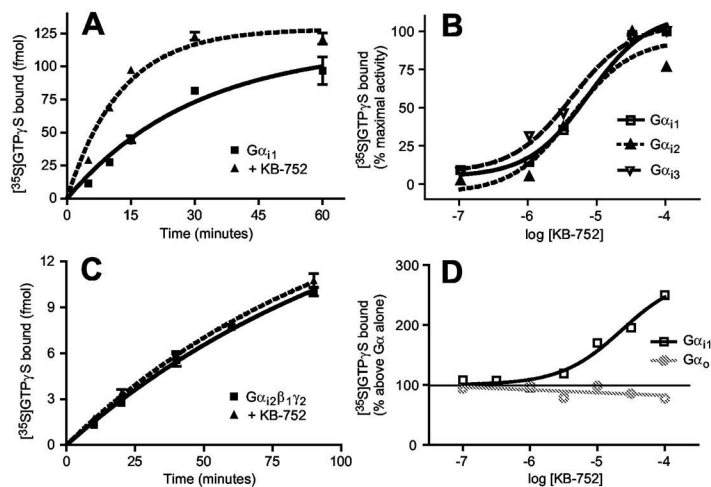 A
[³⁵S]GTPγS bound (fmol)
125
100
75
50
25
0
0 15 30 45 60
Time (minutes)
Gαi1
+ KB-752
B
[³⁵S]GTPγS bound
(% maximal activity)
100
75
50
25
0
-7 -6 -5 -4
log [KB-752]
Gαi1
Gαi2
Gαi3
C
[³⁵S]GTPγS bound (fmol)
12
9
6
3
0
0 25 50 75 100
Time (minutes)
Gαi2β1γ2
+ KB-752
D
[³⁵S]GTPγS bound
(% above Gα alone)
300
200
100
0
-7 -6 -5 -4
log [KB-752]
Gαi1
Gαo